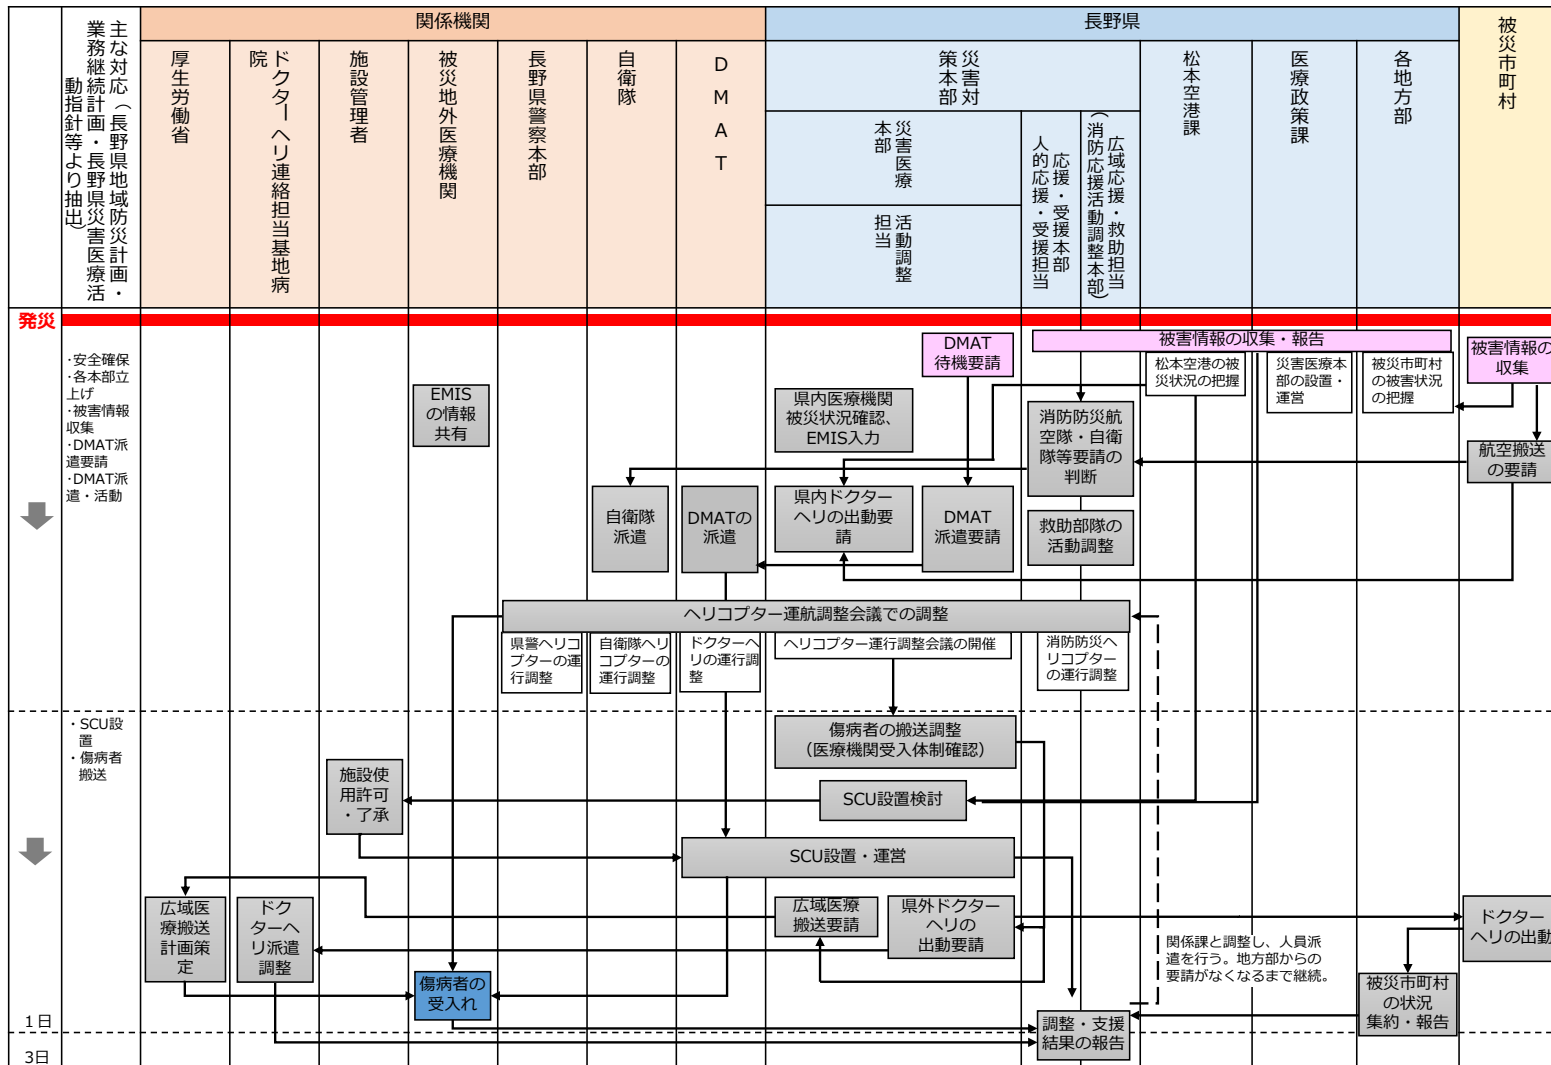 主な対応（長野県地域防災計画・
業務継続計画・長野県災害医療活
動指針等より抽出）
関係機関
長野県
被災市町村
厚生労働省
ドクターヘリ連絡担当基地病
院
施設管理者
被災地外医療機関
長野県警察本部
自衛隊
DMAT
災害対
策本部
災害医療
本部
活動調整
担当
応援・受援本部
人的応援・受援担当
広域応援・救助担当
（消防応援活動調整本部）
松本空港課
医療政策課
各地方部
発災
・安全確保
・各本部立
上げ
・被害情報
収集
・DMAT派
遣要請
・DMAT派
遣・活動
EMIS
の情報
共有
DMAT
待機要請
被害情報の収集・報告
松本空港の被
災状況の把握
災害医療本
部の設置・
運営
被災市町村
の被害状況
の把握
被害情報の
収集
県内医療機関
被災状況確認、
EMIS入力
消防防災航
空隊・自衛
隊等要請の
判断
航空搬送
の要請
自衛隊
派遣
DMATの
派遣
県内ドクター
ヘリの出動要
請
DMAT
派遣要請
救助部隊の
活動調整
ヘリコプター運航調整会議での調整
県警ヘリコ
プターの運
行調整
自衛隊ヘリ
コプターの
運行調整
ドクターヘ
リの運行調
整
ヘリコプター運行調整会議の開催
消防防災ヘ
リコプター
の運行調整
・SCU設
置
・傷病者
搬送
傷病者の搬送調整
（医療機関受入体制確認）
施設使
用許可
・了承
SCU設置検討
SCU設置・運営
広域医
療搬送
計画策
定
ドク
ターヘ
リ派遣
調整
広域医療
搬送要請
県外ドクター
ヘリの
出動要請
ドクター
ヘリの出動
関係課と調整し、人員派
遣を行う。地方部からの
要請がなくなるまで継続。
傷病者の
受入れ
被災市町村
の状況
集約・報告
調整・支援
結果の報告
1日
3日